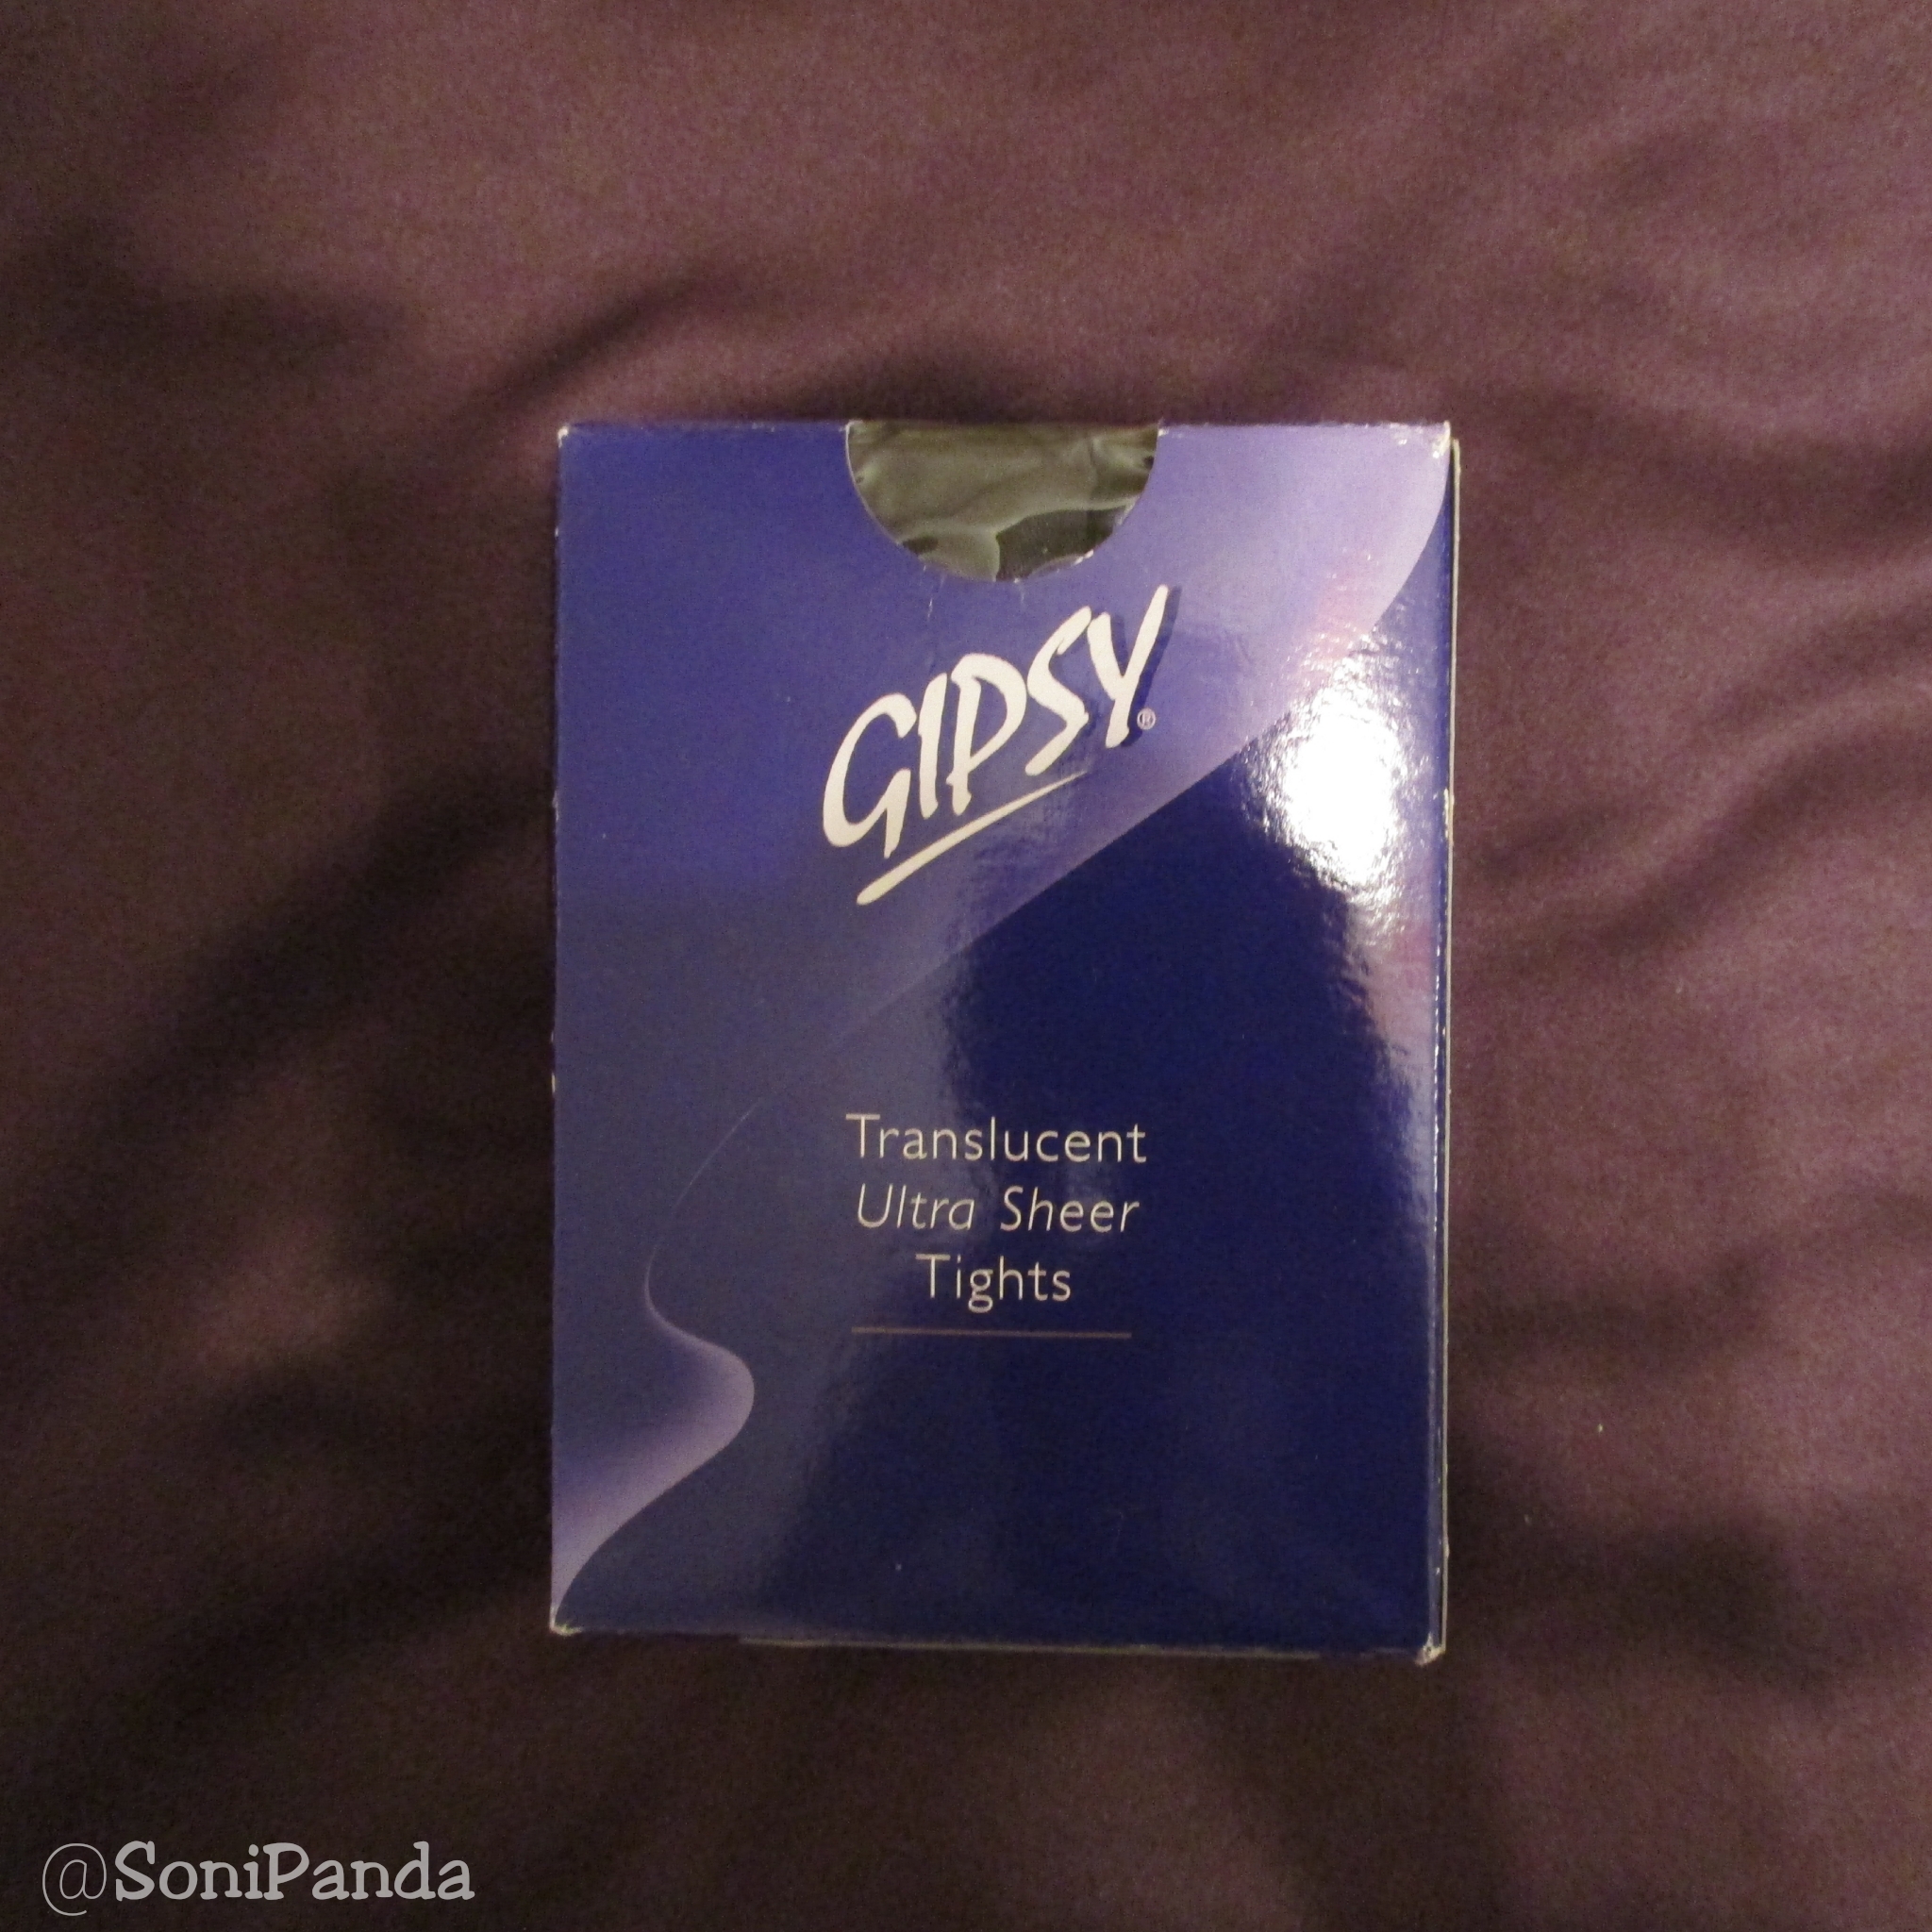 GIPSY®
Translucent
Ultra Sheer
Tights
@SoniPanda